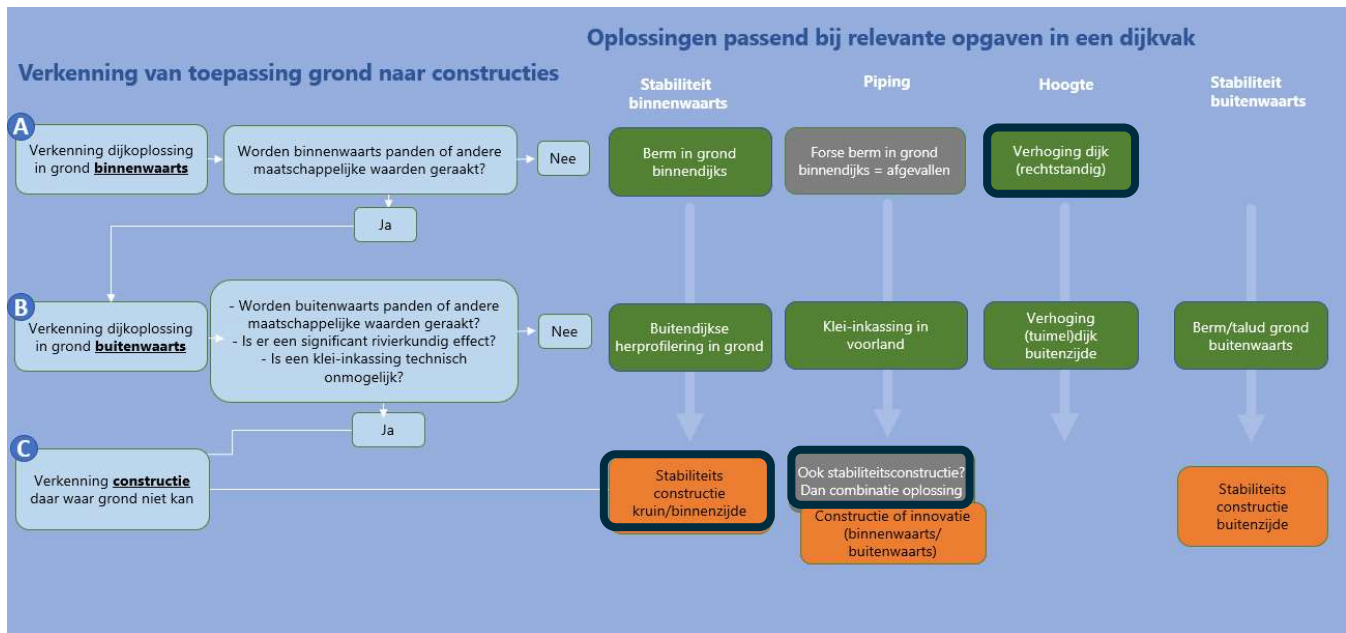 Oplossingen passend bij relevante opgaven in een dijkvak
Verkenning van toepassing grond naar constructies
Stabiliteit
binnenwaarts
Piping
Hoogte
Stabiliteit
buitenwaarts
A
Verkenning dijkoplossing
in grond binnenwaarts
Worden binnenwaarts panden of andere
maatschappelijke waarden geraakt?
Nee
Berm in grond
binnendijks
Forse berm in grond
binnendijks = afgevallen
Verhoging dijk
(rechtstandig)
Ja
B
Verkenning dijkoplossing
in grond buitenwaarts
- Worden buitenwaarts panden of andere
maatschappelijke waarden geraakt?
- Is er een significant rivierkundig effect?
- Is een klei-inkassing technisch
onmogelijk?
Nee
Buitendijkse
herprofilering in grond
Klei-inkassing in
voorland
Verhoging
(tuimel)dijk
buitenzijde
Berm/talud grond
buitenwaarts
Ja
C
Verkenning constructie
daar waar grond niet kan
Stabiliteits
constructie
kruin/binnenzijde
Ook stabiliteitsconstructie?
Dan combinatie oplossing
Constructie of innovatie
(binnenwaarts/
buitenwaarts)
Stabiliteits
constructie
buitenzijde